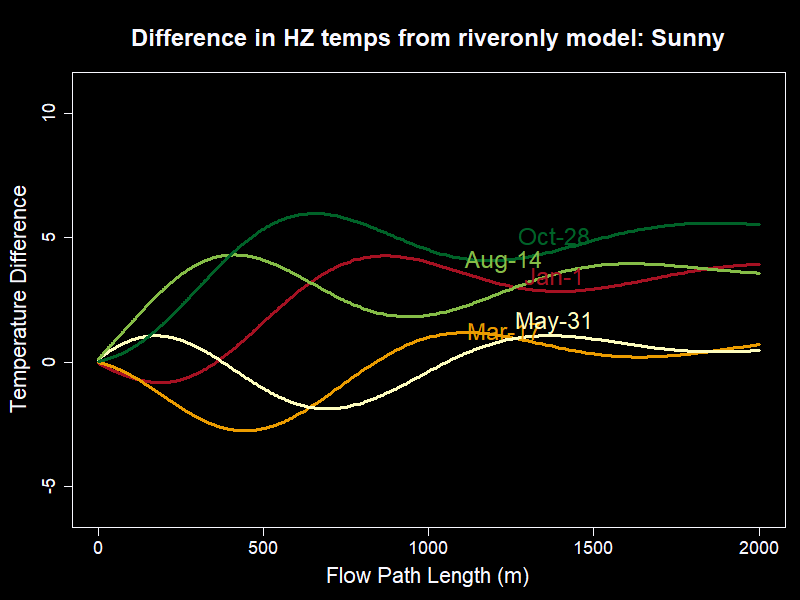 Difference in HZ temps from riveronly model: Sunny
Temperature Difference
10
5
0
-5
Oct-28
Aug-14
Jan-1
May-31
0
500
1000
1500
2000
Flow Path Length (m)